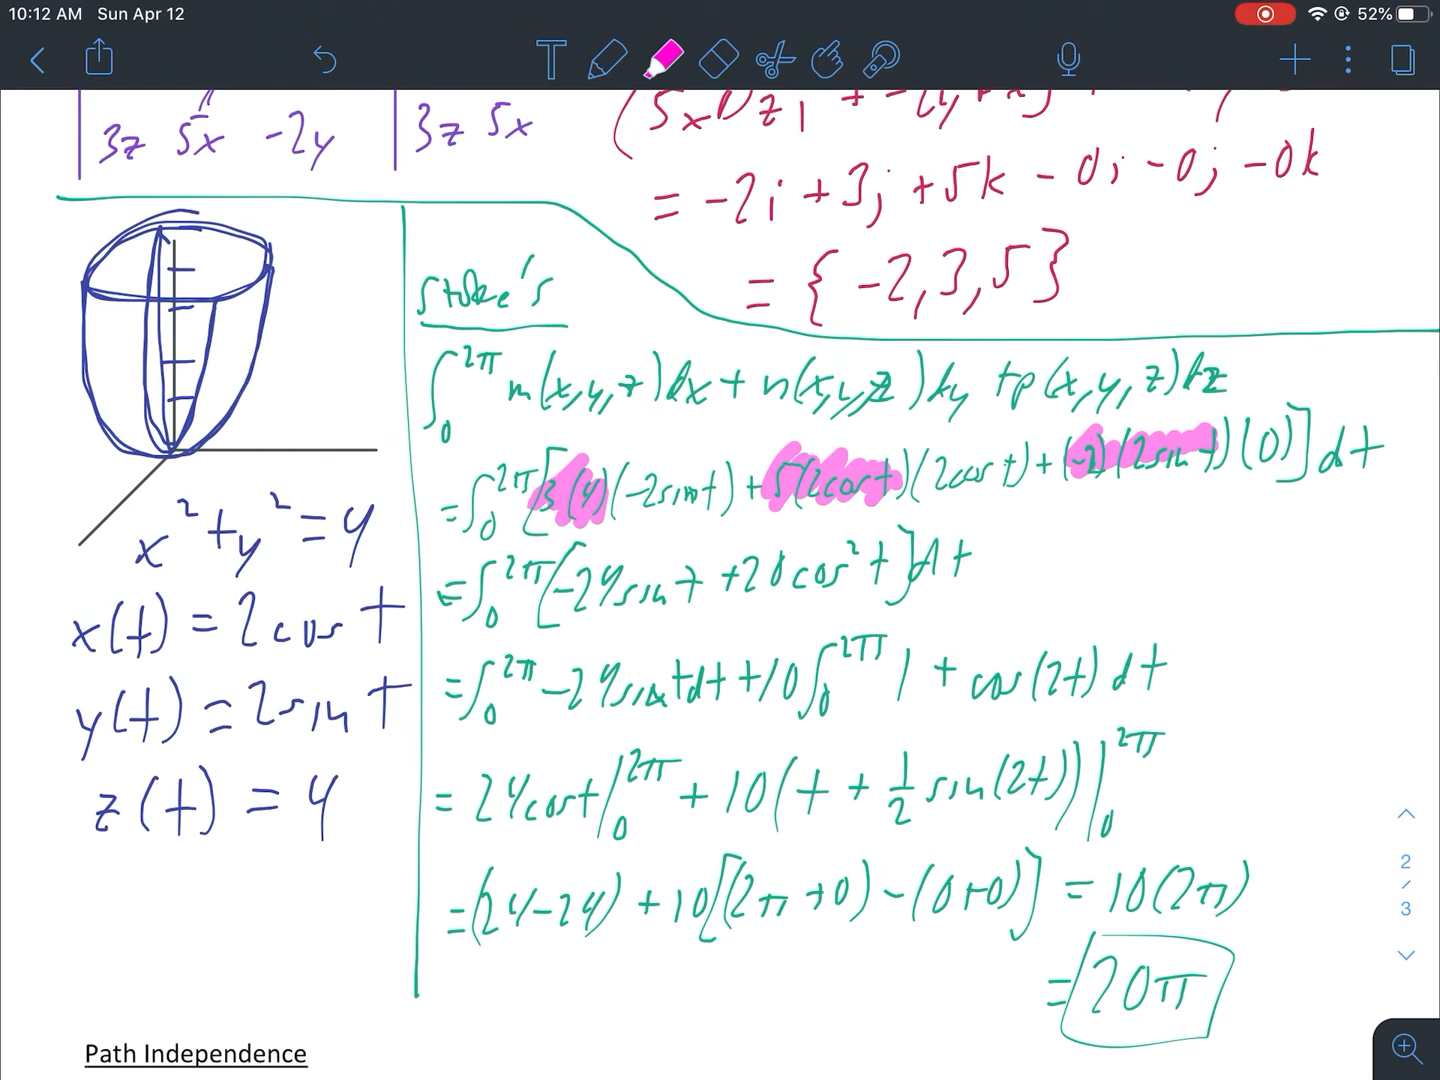 10:12 AM Sun Apr 12
52%
T
3z 5x -2y 3z 5x
= -2i + 3j + 5k - 0i - 0j - 0k
= { -2, 3, 5 }
Stoke's
∫₀^2π m(x,y,z)dx + n(x,y,z)dy + p(x,y,z)dz
= ∫₀^2π [3(4)(-2sin t) + 5(2cos t)(2cos t) + (-2)(2sin t)(0)] dt
= ∫₀^2π [-24sin t + 20cos² t] dt
= ∫₀^2π -24sin t dt + 10 ∫₀^2π 1 + cos(2t) dt
= 24cos t |₀^2π + 10(t + 1/2 sin(2t)) |₀^2π
= (24-24) + 10[(2π + 0) - (0+0)] = 10(2π)
= 20π
x² + y² = 4
x(t) = 2cos t
y(t) = 2sin t
z(t) = 4
2
/
3
Path Independence